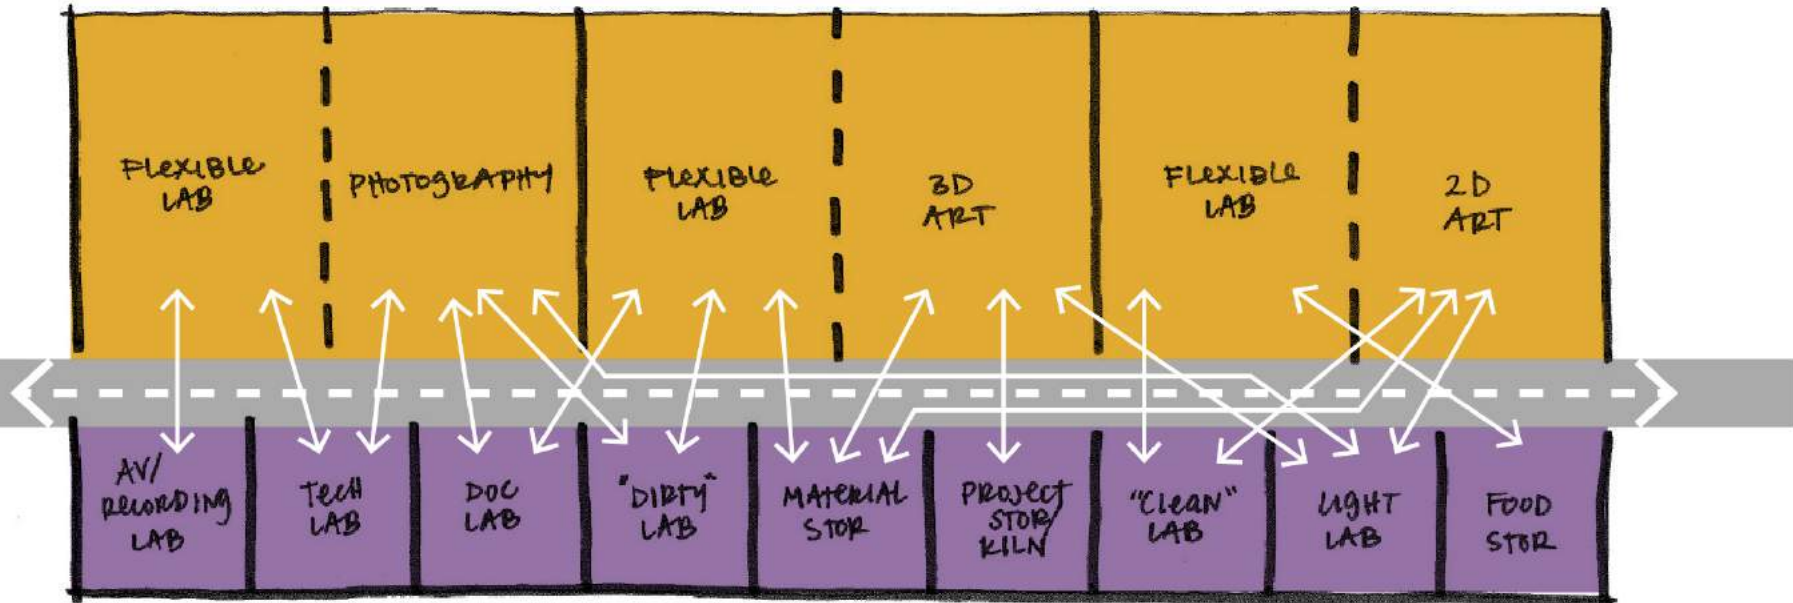 FLEXIBLE
LAB
PHOTOGRAPHY
FLEXIBLE
LAB
3D
ART
FLEXIBLE
LAB
2D
ART
AV/
RECORDING
LAB
TECH
LAB
DOC
LAB
"DIRTY"
LAB
MATERIAL
STOR
PROJECT
STOR/
KILN
"CLEAN"
LAB
LIGHT
LAB
FOOD
STOR